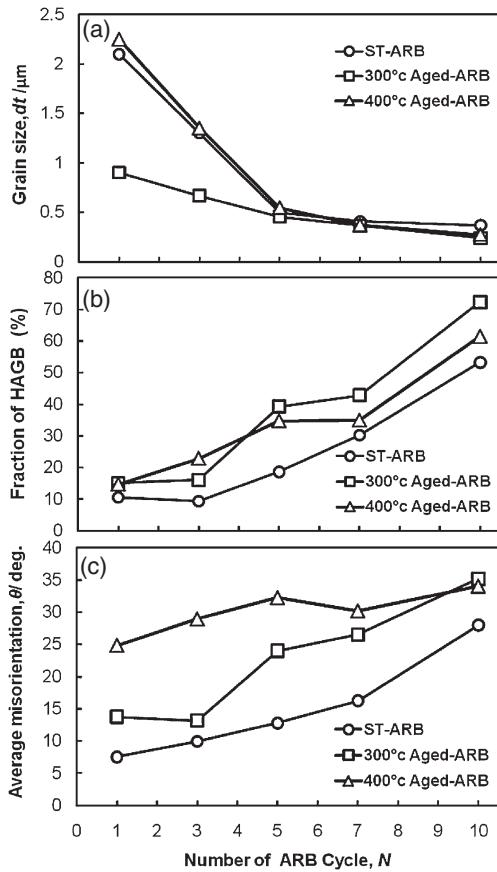 (a)
Grain size,dt /μm
2.5
2
1.5
1
0.5
0
ST-ARB
300°c Aged-ARB
400°c Aged-ARB
(b)
Fraction of HAGB (%)
80
70
60
50
40
30
20
10
0
ST-ARB
300°c Aged-ARB
400°c Aged-ARB
(c)
Average misorientation,θ/ deg.
40
35
30
25
20
15
10
5
0
ST-ARB
300°c Aged-ARB
400°c Aged-ARB
0 1 2 3 4 5 6 7 8 9 10
Number of ARB Cycle, N